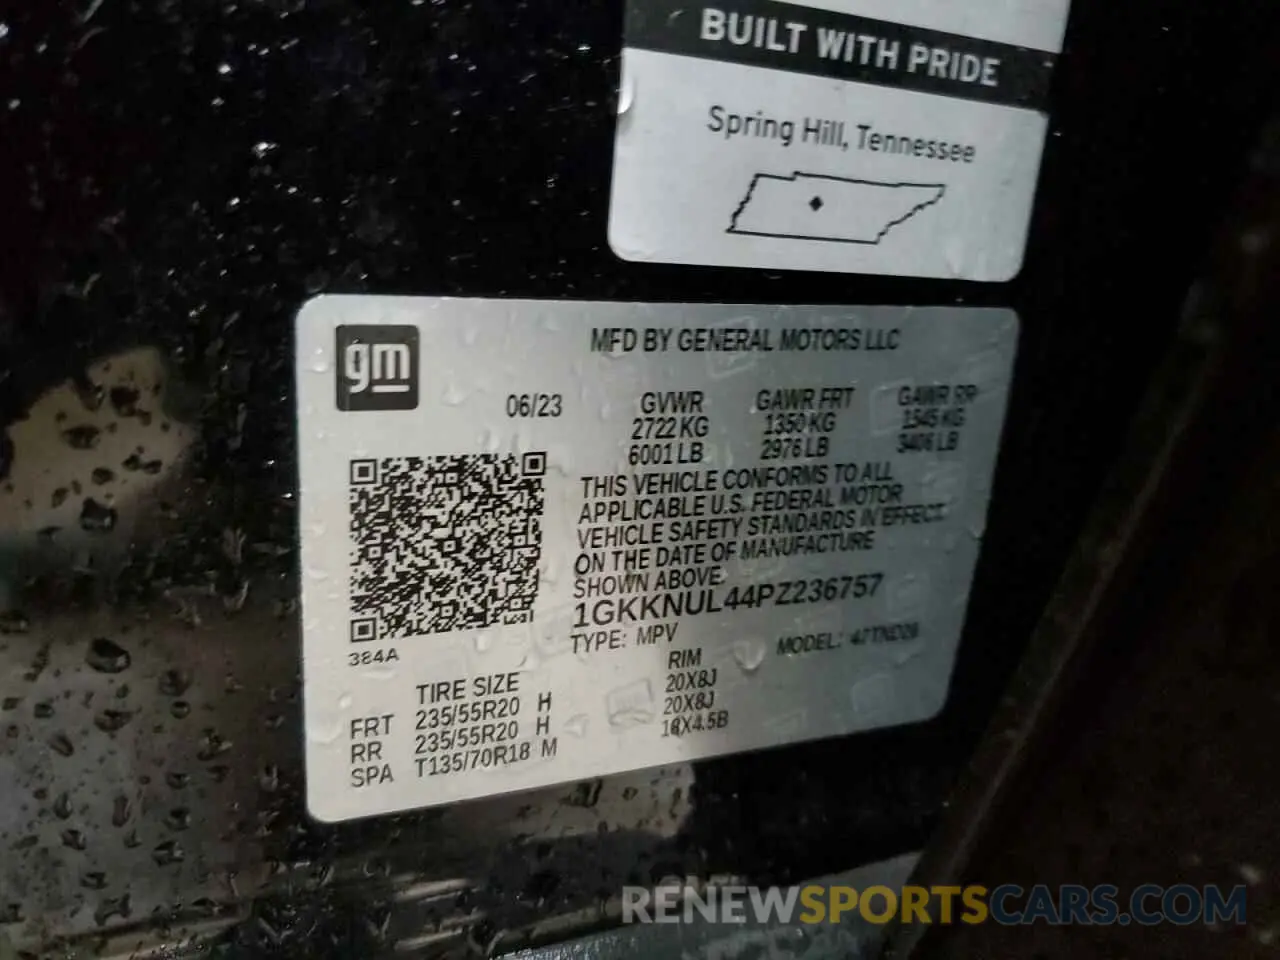 BUILT WITH PRIDE
Spring Hill, Tennessee
gm
MFD BY GENERAL MOTORS LLC
06/23 GVWR GAWR FRT GAWR RR
2722 KG 1350 KG 1545 KG
6001 LB 2976 LB 3406 LB
THIS VEHICLE CONFORMS TO ALL
APPLICABLE U.S. FEDERAL MOTOR
VEHICLE SAFETY STANDARDS IN EFFECT
ON THE DATE OF MANUFACTURE
SHOWN ABOVE.
1GKKNUL44PZ236757
TYPE: MPV MODEL:
384A
TIRE SIZE RIM
FRT 235/55R20 H 20X8J
RR 235/55R20 H 20X8J
SPA T135/70R18 M 18X4.5B
RENEWSPORTSCARS.COM